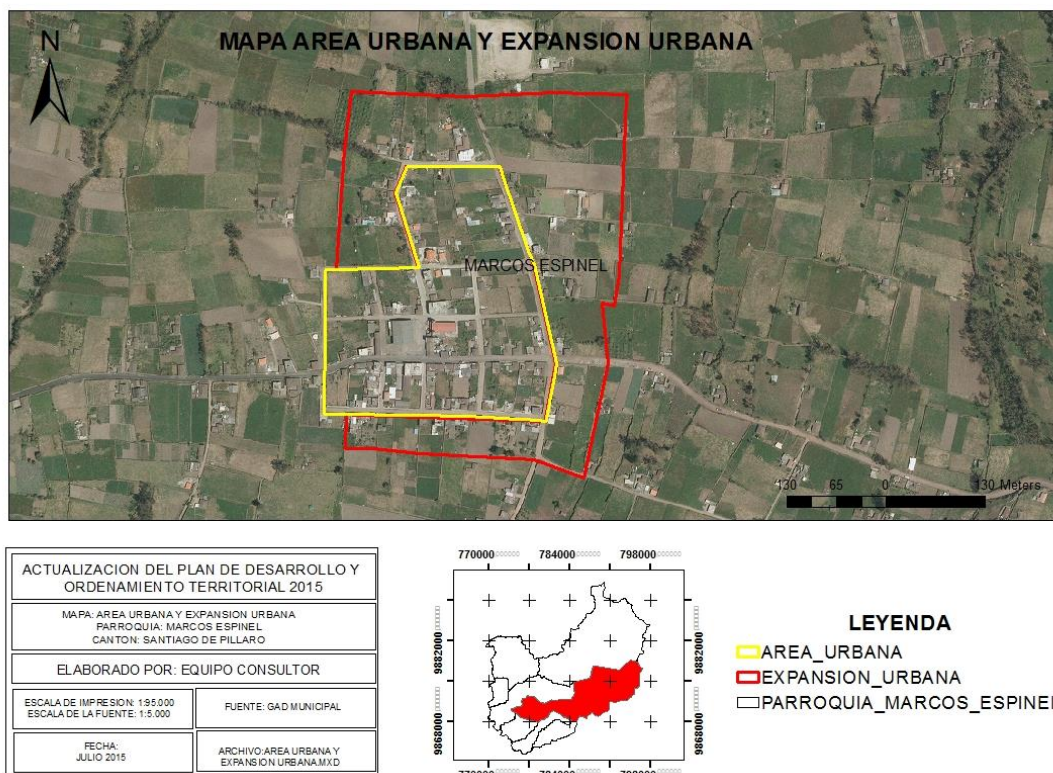 MAPA AREA URBANA Y EXPANSION URBANA
N
MARCOS ESPINEL
130 65 0 130 Meters
ACTUALIZACION DEL PLAN DE DESARROLLO Y
ORDENAMIENTO TERRITORIAL 2015
MAPA: AREA URBANA Y EXPANSION URBANA
PARROQUIA: MARCOS ESPINEL
CANTON: SANTIAGO DE PILLARO
ELABORADO POR: EQUIPO CONSULTOR
ESCALA DE IMPRESION: 1:95.000
ESCALA DE LA FUENTE: 1:5.000
FUENTE: GAD MUNICIPAL
FECHA:
JULIO 2015
ARCHIVO:AREA URBANA Y
EXPANSION URBANA.MXD
770000 784000 798000
9882000 9882000
9868000 9868000
LEYENDA
AREA_URBANA
EXPANSION_URBANA
PARROQUIA_MARCOS_ESPINEL